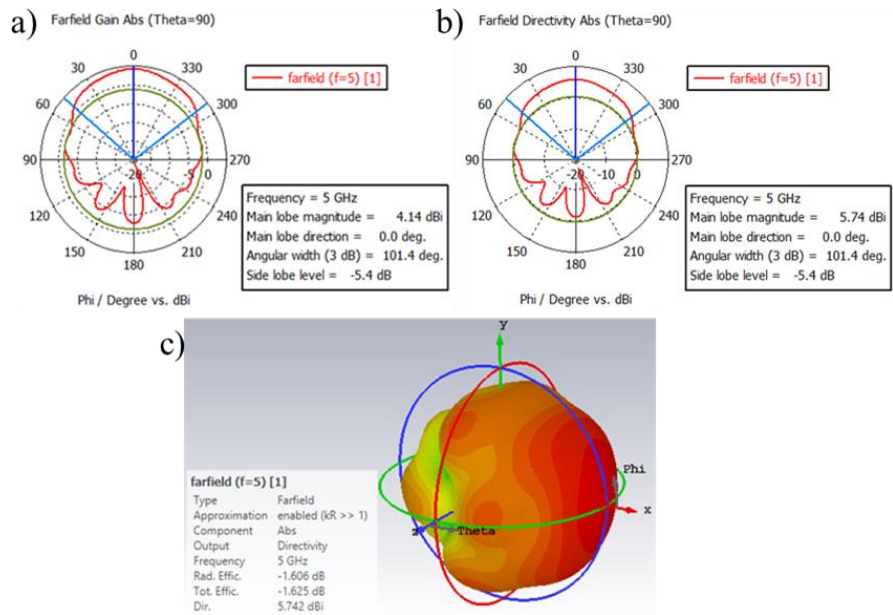 a) Farfield Gain Abs (Theta=90)
0
30 330
60 300
90 270
120 240
150 210
180
-20 -5 0
farfield (f=5) [1]
Frequency = 5 GHz
Main lobe magnitude = 4.14 dBi
Main lobe direction = 0.0 deg.
Angular width (3 dB) = 101.4 deg.
Side lobe level = -5.4 dB
Phi / Degree vs. dBi
b) Farfield Directivity Abs (Theta=90)
0
30 330
60 300
90 270
120 240
150 210
180
-20 -10 0
farfield (f=5) [1]
Frequency = 5 GHz
Main lobe magnitude = 5.74 dBi
Main lobe direction = 0.0 deg.
Angular width (3 dB) = 101.4 deg.
Side lobe level = -5.4 dB
Phi / Degree vs. dBi
c)
y
Phi
x
z
Theta
farfield (f=5) [1]
Type Farfield
Approximation enabled (kR >> 1)
Component Abs
Output Directivity
Frequency 5 GHz
Rad. Effic. -1.606 dB
Tot. Effic. -1.625 dB
Dir. 5.742 dBi